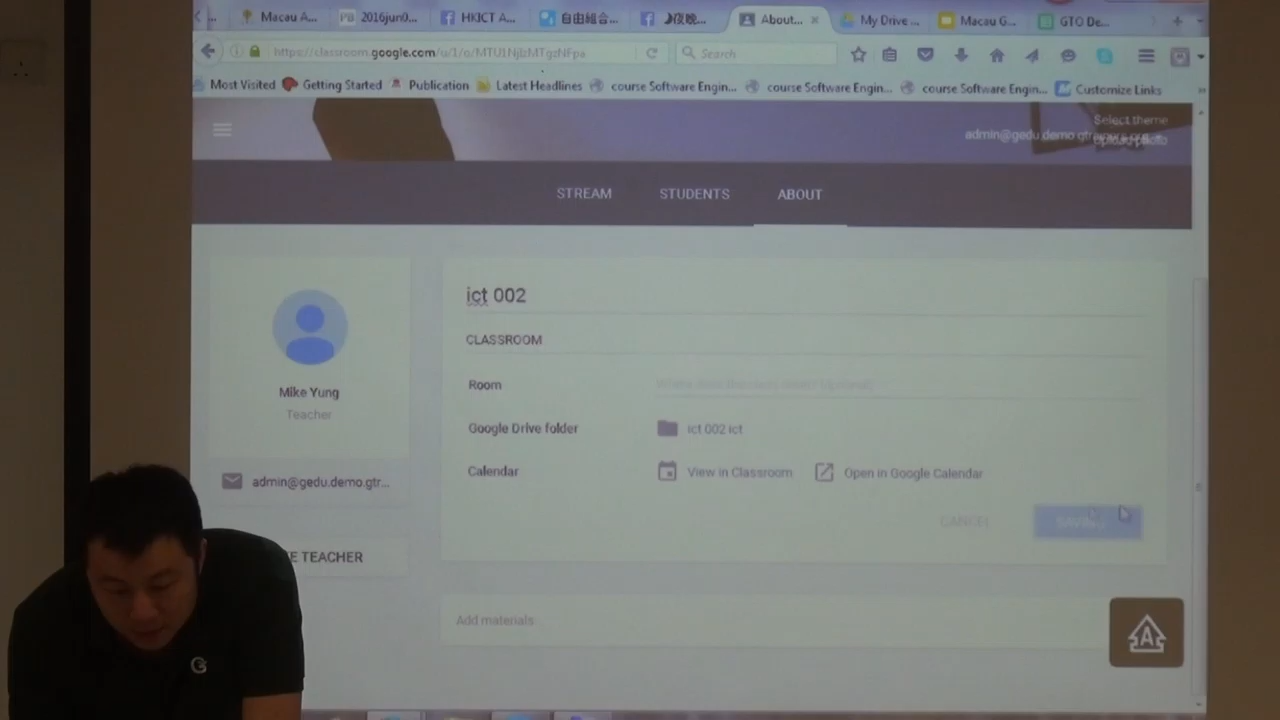 Macau A...
2016jun0...
HKICT A...
自由組合...
夜晚...
About...
My Drive ...
Macau G...
GTO De...
Search
Most Visited
Getting Started
Publication
Latest Headlines
course Software Engin...
course Software Engin...
course Software Engin...
Customize Links
Select theme
STREAM
STUDENTS
ABOUT
ict 002
CLASSROOM
Room
Google Drive folder
ict 002 ict
Calendar
View in Classroom
Open in Google Calendar
CANCEL
Mike Yung
Teacher
admin@gedu.demo.gtr...
E TEACHER
Add materials
A
G